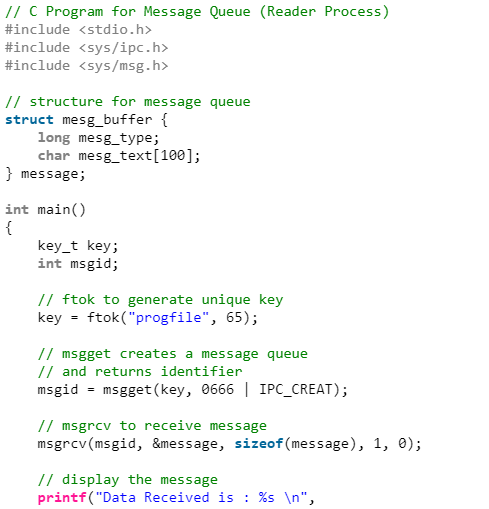 // C Program for Message Queue (Reader Process)
#include <stdio.h>
#include <sys/ipc.h>
#include <sys/msg.h>

// structure for message queue
struct mesg_buffer {
    long mesg_type;
    char mesg_text[100];
} message;

int main()
{
    key_t key;
    int msgid;

    // ftok to generate unique key
    key = ftok("progfile", 65);

    // msgget creates a message queue
    // and returns identifier
    msgid = msgget(key, 0666 | IPC_CREAT);

    // msgrcv to receive message
    msgrcv(msgid, &message, sizeof(message), 1, 0);

    // display the message
    printf("Data Received is : %s \n",